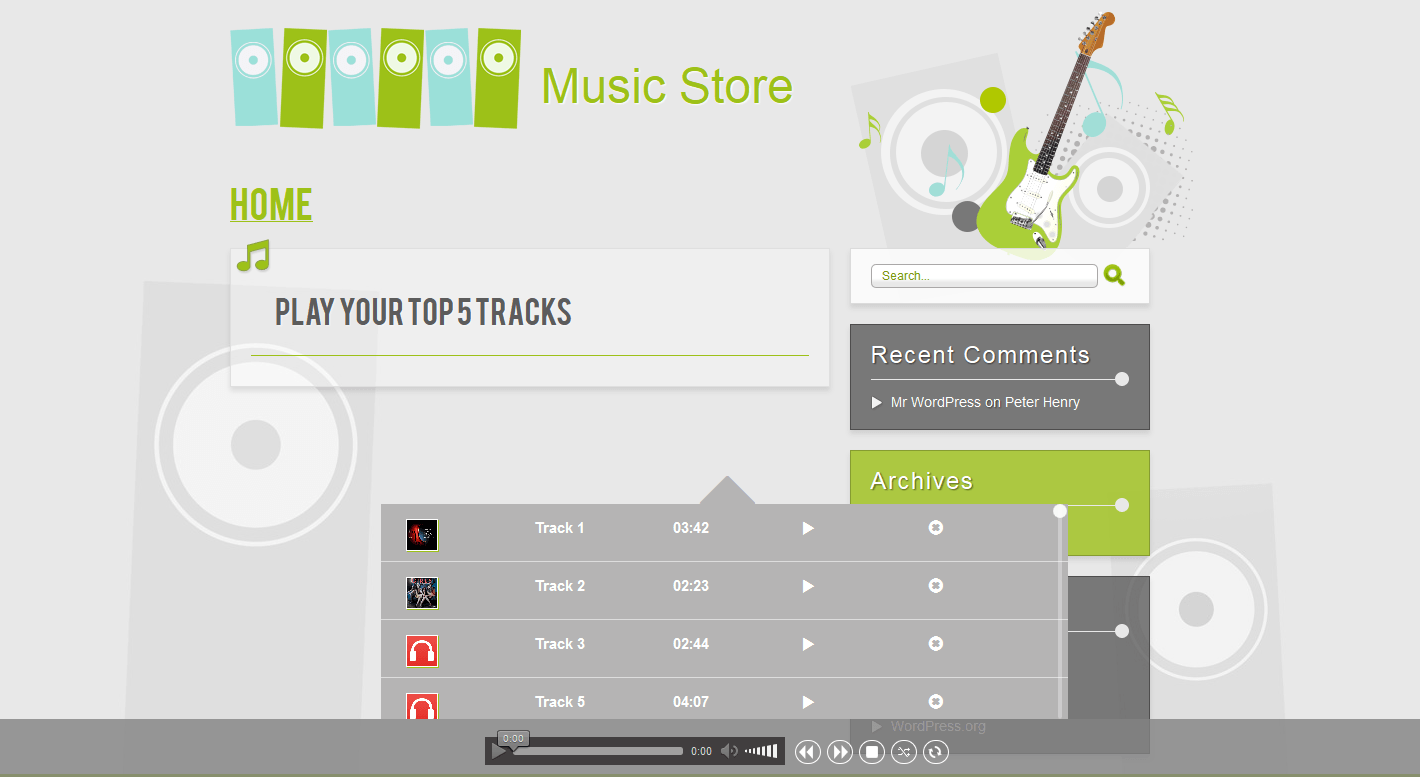 Music Store
HOME
PLAY YOUR TOP 5 TRACKS
Search...
Recent Comments
Mr WordPress on Peter Henry
Archives
Track 1 03:42
Track 2 02:23
Track 3 02:44
Track 5 04:07
WordPress.org
0:00
0:00